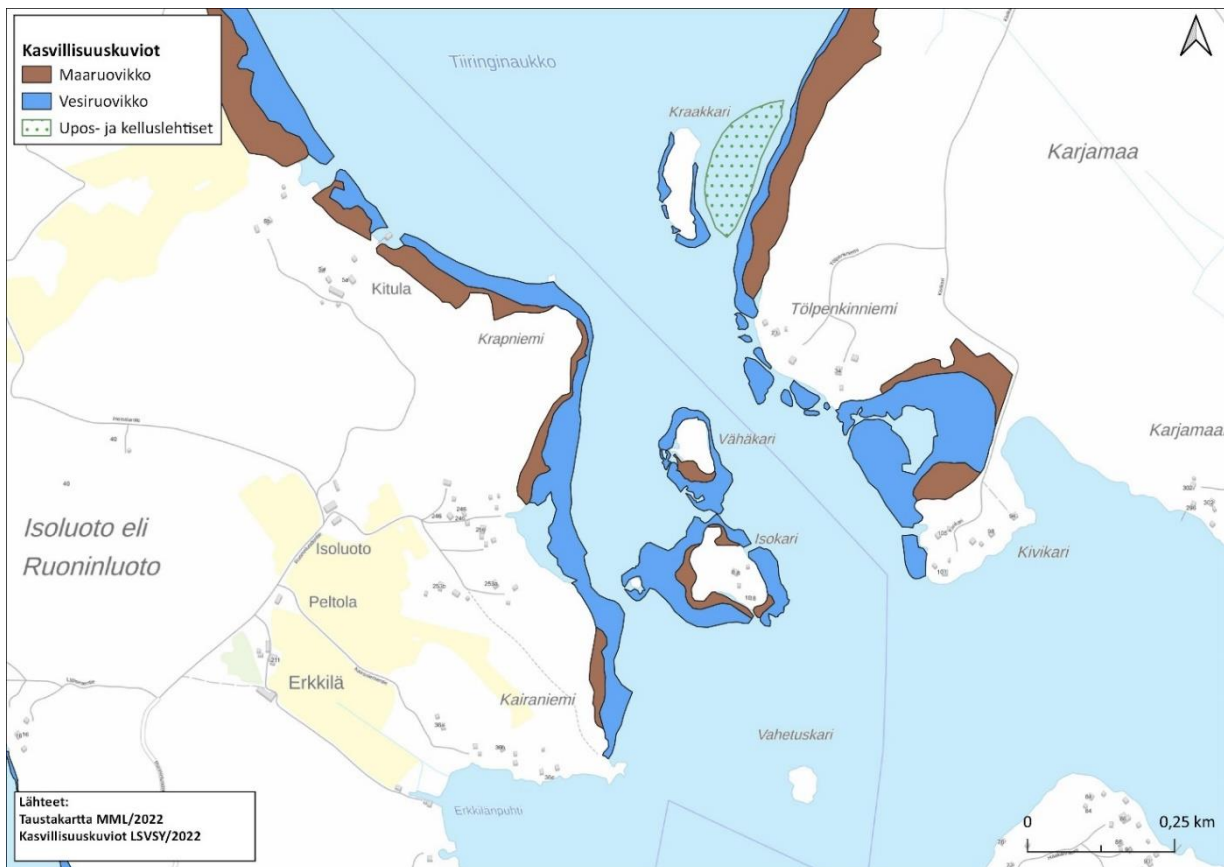 Kasvillisuuskuviot
Maaruovikko
Vesiruovikko
Upos- ja kelluslehtiset
Tiiringinaukko
Kraakkari
Karjamaa
Kitula
Krapniemi
Tölpenkinniemi
Vähäkari
Karjamaa
Isoluoto eli
Ruoninluoto
Isoluoto
Isokari
Kivikari
Peltola
Erkkilä
Kairaniemi
Vahetuskari
Erkkilänpuhti
Lähteet:
Taustakartta MML/2022
Kasvillisuuskuviot LSVSY/2022
0 0,25 km